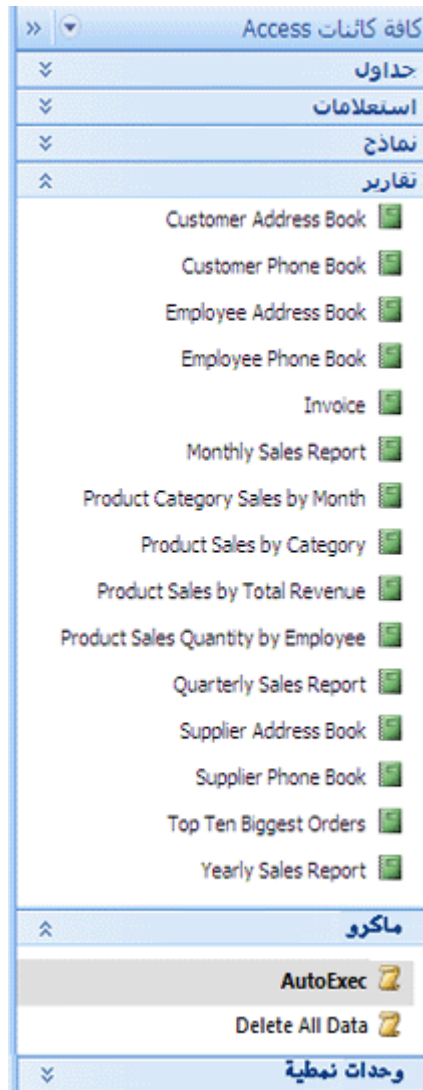 كافة كائنات Access
جداول
استعلامات
نماذج
تقارير
Customer Address Book
Customer Phone Book
Employee Address Book
Employee Phone Book
Invoice
Monthly Sales Report
Product Category Sales by Month
Product Sales by Category
Product Sales by Total Revenue
Product Sales Quantity by Employee
Quarterly Sales Report
Supplier Address Book
Supplier Phone Book
Top Ten Biggest Orders
Yearly Sales Report
ماكرو
AutoExec
Delete All Data
وحدات نمطية